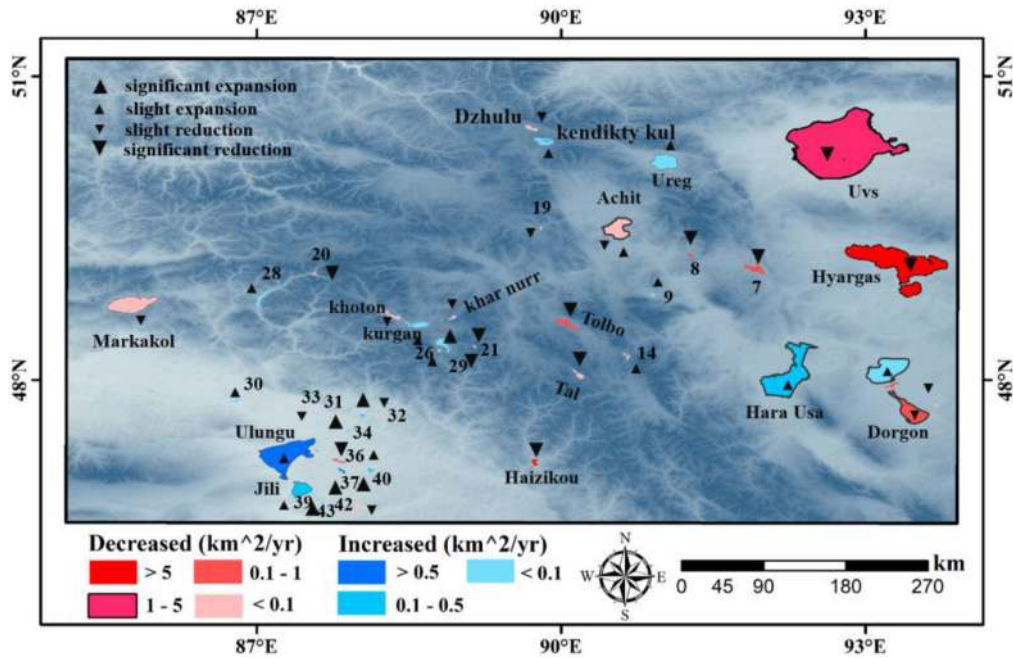 87°E 90°E 93°E
51°N 51°N
significant expansion
slight expansion
slight reduction
significant reduction
Dzhulu
kendikty kul
Ureg
Uvs
Achit
19
20
28
8
7
Hyargas
9
khar nurr
khoton
kurgan
Markakol
Tolbo
26
29
21
14
Tal
48°N 48°N
Hara Usa
Dorgon
30
33
31
32
34
Ulungu
36
Haizikou
Jili
37
40
39
43
42
Decreased (km^2/yr) Increased (km^2/yr)
> 5 0.1 - 1 > 0.5 < 0.1
1 - 5 < 0.1 0.1 - 0.5
N
W E
S
km
0 45 90 180 270
87°E 90°E 93°E